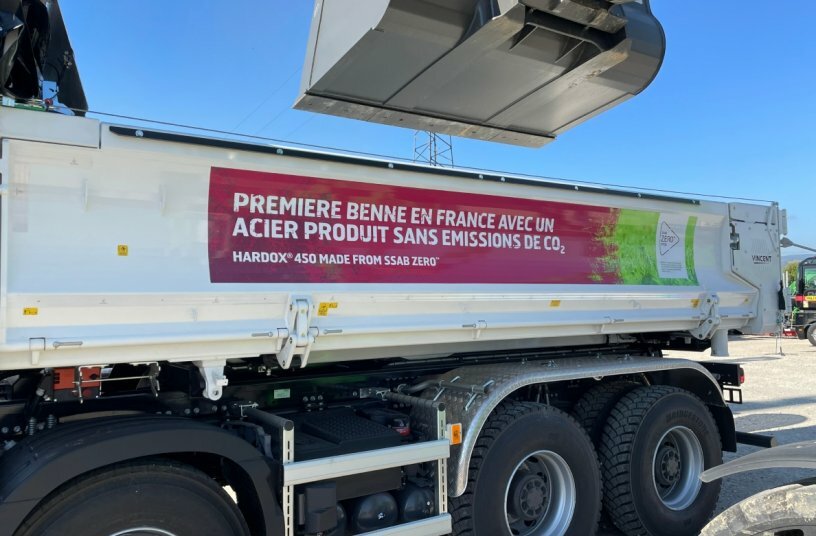 PREMIERE BENNE EN FRANCE AVEC UN
ACIER PRODUIT SANS EMISSIONS DE CO₂
HARDOX® 450 MADE FROM SSAB ZERO™
ZERO
VINCENT